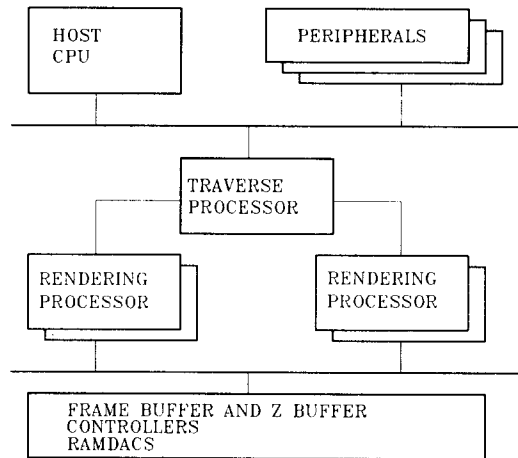 HOST
CPU
PERIPHERALS
TRAVERSE
PROCESSOR
RENDERING
PROCESSOR
RENDERING
PROCESSOR
FRAME BUFFER AND Z BUFFER
CONTROLLERS
RAMDACS